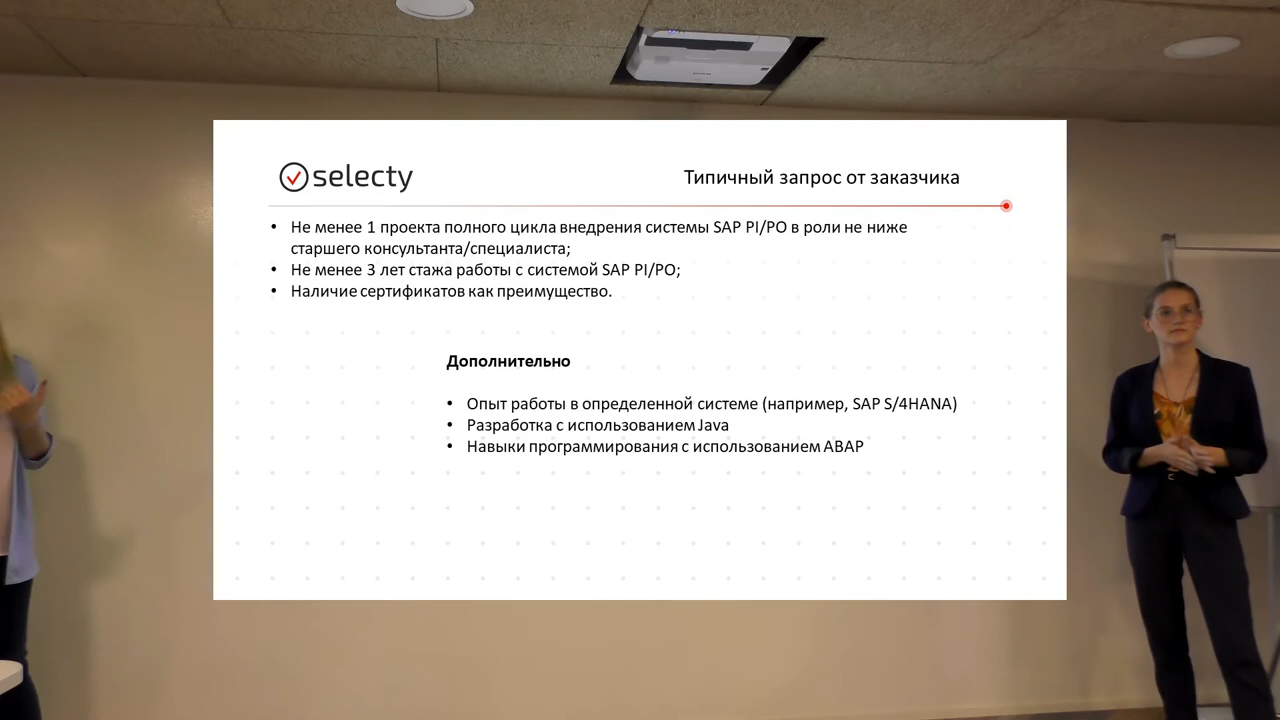 selecty
Типичный запрос от заказчика
• Не менее 1 проекта полного цикла внедрения системы SAP PI/PO в роли не ниже
старшего консультанта/специалиста;
• Не менее 3 лет стажа работы с системой SAP PI/PO;
• Наличие сертификатов как преимущество.
Дополнительно
• Опыт работы в определенной системе (например, SAP S/4HANA)
• Разработка с использованием Java
• Навыки программирования с использованием ABAP